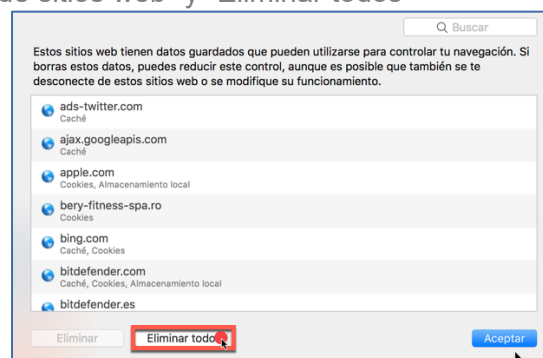 de sitios web" y "Eliminar todos"
Buscar
Estos sitios web tienen datos guardados que pueden utilizarse para controlar tu navegación. Si
borras estos datos, puedes reducir este control, aunque es posible que también se te
desconecte de estos sitios web o se modifique su funcionamiento.
ads-twitter.com
Caché
ajax.googleapis.com
Caché
apple.com
Cookies, Almacenamiento local
bery-fitness-spa.ro
Cookies
bing.com
Caché, Cookies
bitdefender.com
Caché, Cookies, Almacenamiento local
bitdefender.es
Eliminar
Eliminar todo
Aceptar